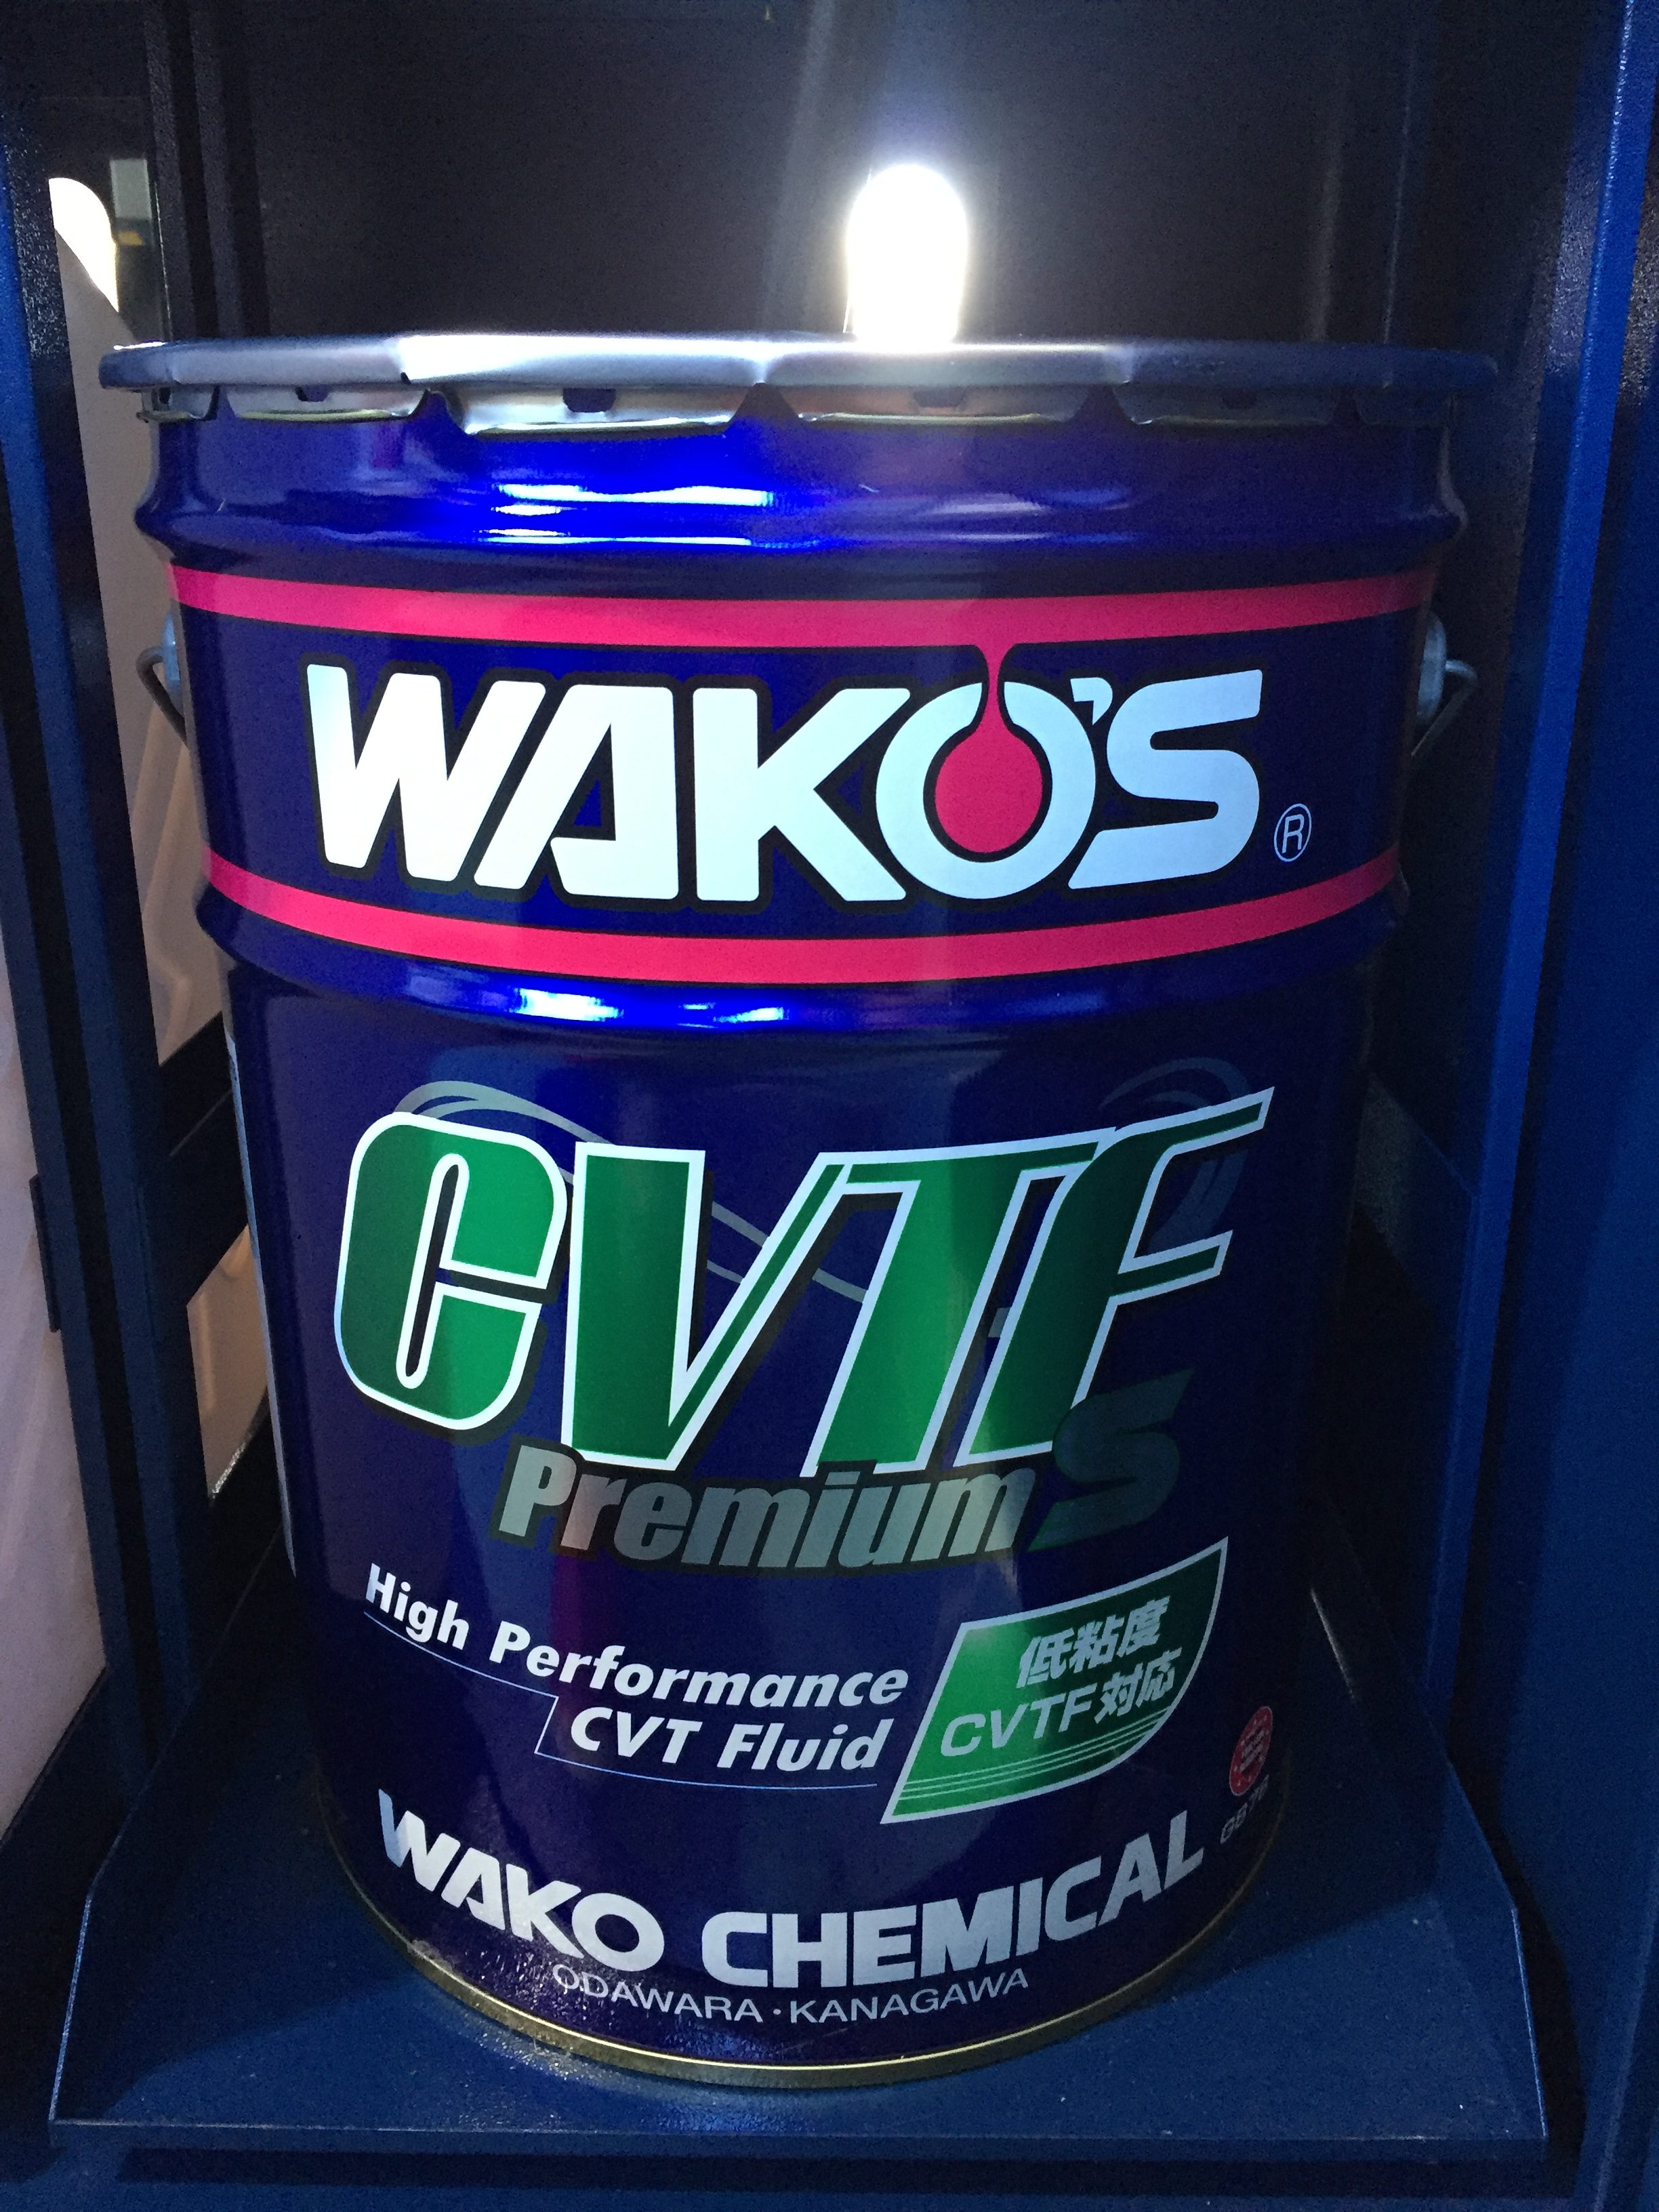 WAKO'S ®
CVTF
Premium S
High Performance
CVT Fluid
低粘度
CVTF対応
WAKO CHEMICAL
ODAWARA・KANAGAWA